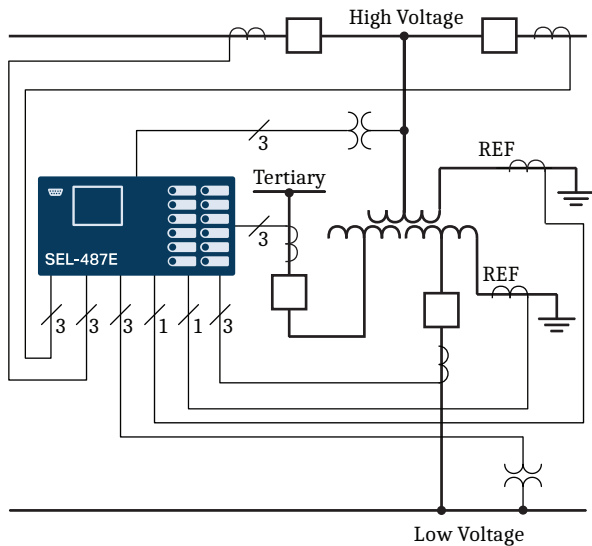 High Voltage
3
REF
Tertiary
3
SEL-487E
REF
3
3
3
1
1
3
Low Voltage